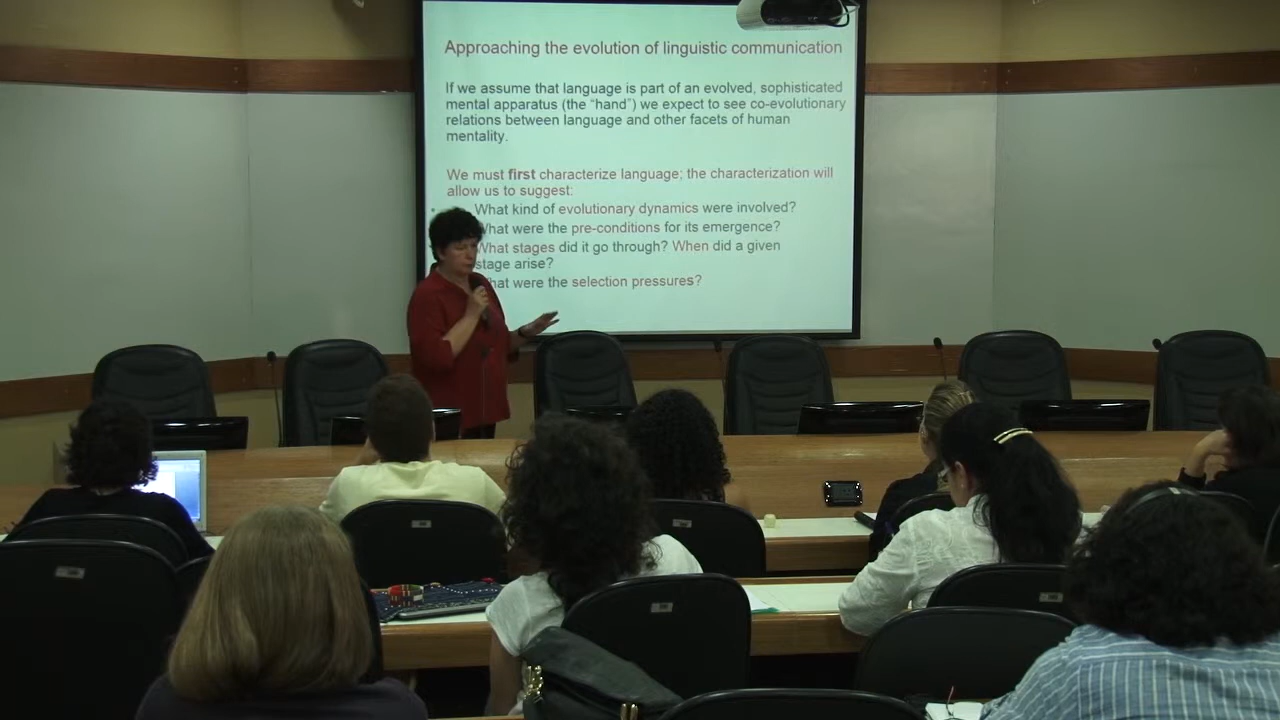 Approaching the evolution of linguistic communication
If we assume that language is part of an evolved, sophisticated
mental apparatus (the “hand”) we expect to see co-evolutionary
relations between language and other facets of human
mentality.
We must first characterize language; the characterization will
allow us to suggest:
What kind of evolutionary dynamics were involved?
What were the pre-conditions for its emergence?
What stages did it go through? When did a given
stage arise?
What were the selection pressures?